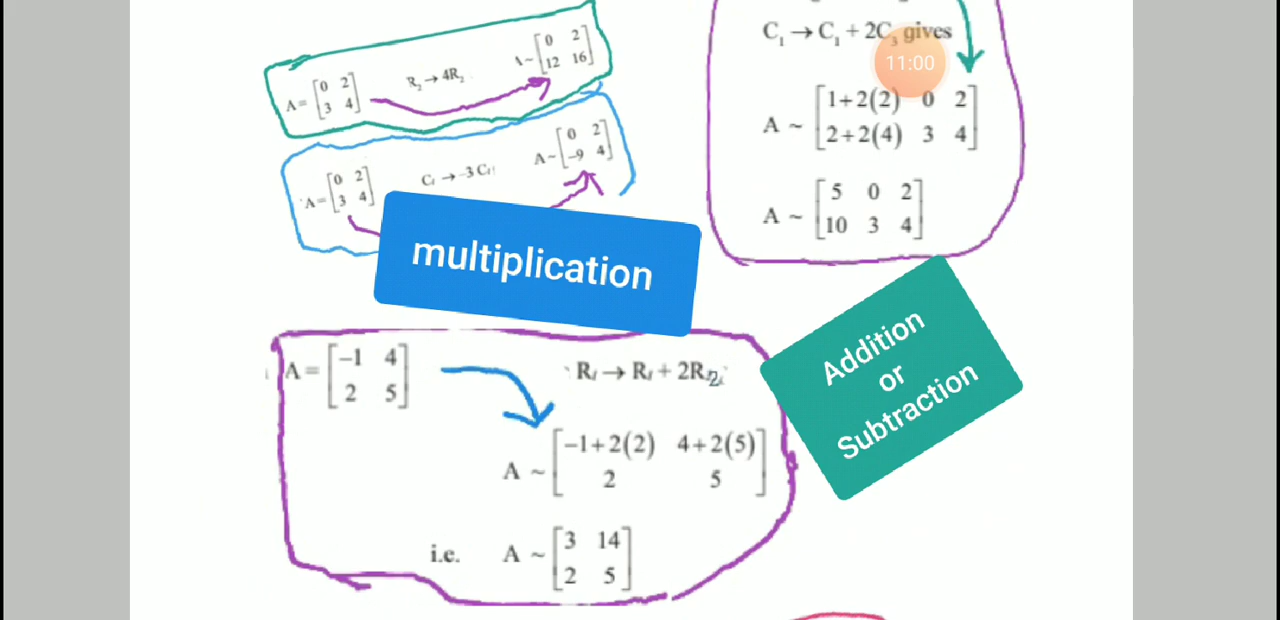 A = [0 2
3 4] R₂ → 4R₂ A ~ [0 2
12 16]
A = [0 2
3 4] C₁ → -3C₁ A ~ [0 2
-9 4]
multiplication
C₁ → C₁ + 2C₃ gives
11:00
A ~ [1+2(2) 0 2
2+2(4) 3 4]
A ~ [5 0 2
10 3 4]
Addition
or
Subtraction
A = [-1 4
2 5] R₁ → R₁ + 2R₂
A ~ [-1+2(2) 4+2(5)
2 5]
i.e. A ~ [3 14
2 5]